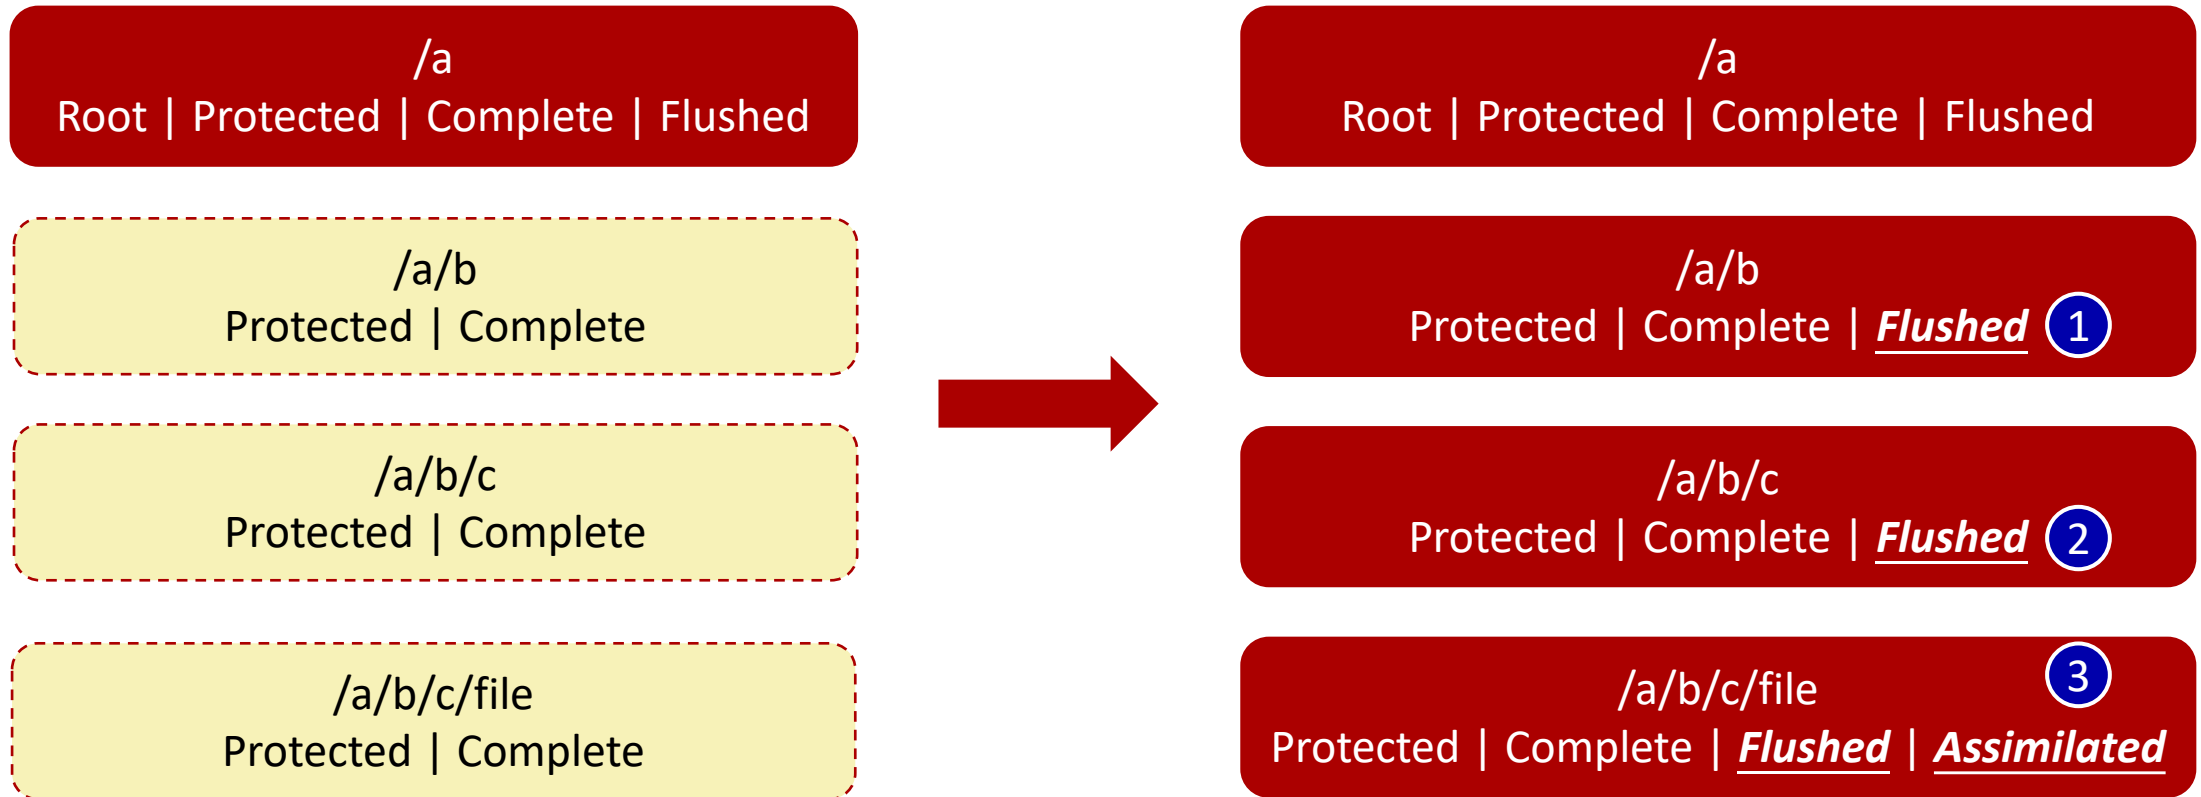 /a
Root | Protected | Complete | Flushed
/a/b
Protected | Complete
/a/b/c
Protected | Complete
/a/b/c/file
Protected | Complete
/a
Root | Protected | Complete | Flushed
/a/b
Protected | Complete | Flushed 1
/a/b/c
Protected | Complete | Flushed 2
/a/b/c/file 3
Protected | Complete | Flushed | Assimilated